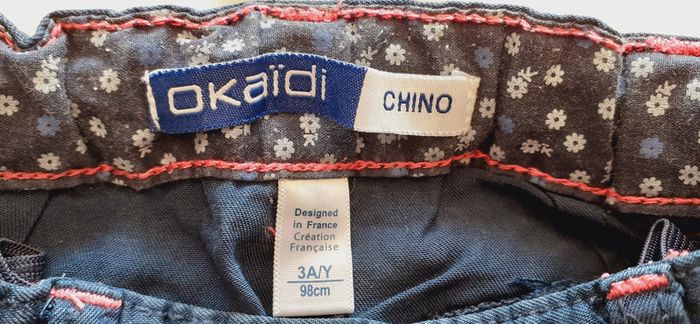 OKaïdi
CHINO
Designed
in France
Création
Française
3A/Y
98cm